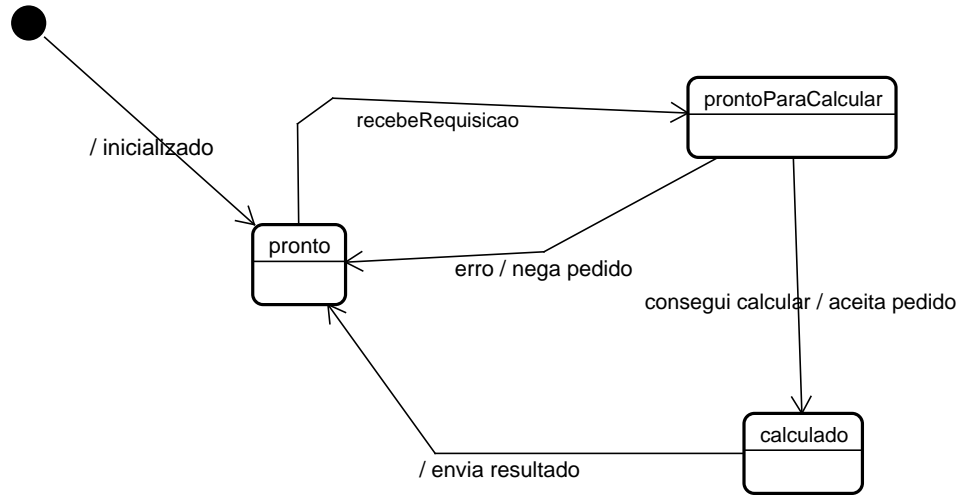 prontoParaCalcular
recebeRequisicao
/ inicializado
pronto
erro / nega pedido
consegui calcular / aceita pedido
calculado
/ envia resultado